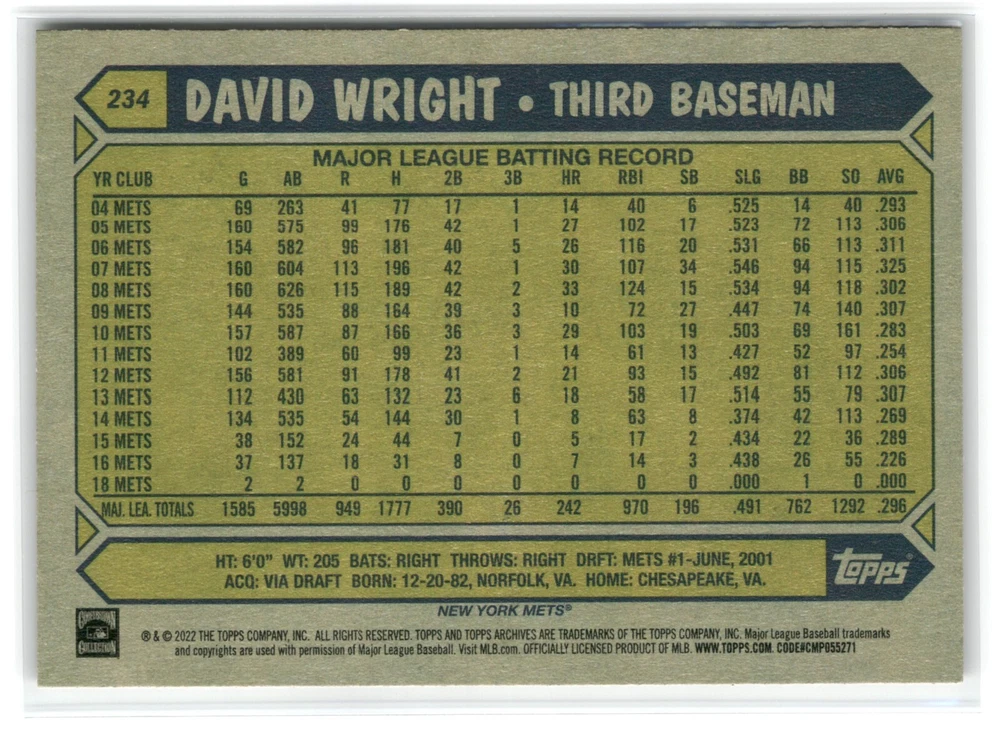 234 DAVID WRIGHT • THIRD BASEMAN
MAJOR LEAGUE BATTING RECORD
YR CLUB G AB R H 2B 3B HR RBI SB SLG BB SO AVG
04 METS 69 263 41 77 17 1 14 40 6 .525 14 40 .293
05 METS 160 575 99 176 42 1 27 102 17 .523 72 113 .306
06 METS 154 582 96 181 40 5 26 116 20 .531 66 113 .311
07 METS 160 604 113 196 42 1 30 107 34 .546 94 115 .325
08 METS 160 626 115 189 42 2 33 124 15 .534 94 118 .302
09 METS 144 535 88 164 39 3 10 72 27 .447 74 140 .307
10 METS 157 587 87 166 36 3 29 103 19 .503 69 161 .283
11 METS 102 389 60 99 23 1 14 61 13 .427 52 97 .254
12 METS 156 581 91 178 41 2 21 93 15 .492 81 112 .306
13 METS 112 430 63 132 23 6 18 58 17 .514 55 79 .307
14 METS 134 535 54 144 30 1 8 63 8 .374 42 113 .269
15 METS 38 152 24 44 7 0 5 17 2 .434 22 36 .289
16 METS 37 137 18 31 8 0 7 14 3 .438 26 55 .226
18 METS 2 2 0 0 0 0 0 0 0 .000 1 0 .000
MAJ. LEA. TOTALS 1585 5998 949 1777 390 26 242 970 196 .491 762 1292 .296
HT: 6'0" WT: 205 BATS: RIGHT THROWS: RIGHT DRFT: METS #1-JUNE, 2001
ACQ: VIA DRAFT BORN: 12-20-82, NORFOLK, VA. HOME: CHESAPEAKE, VA.
Topps®
NEW YORK METS®
COOPERSTOWN
COLLECTION
® & © 2022 THE TOPPS COMPANY, INC. ALL RIGHTS RESERVED. TOPPS AND TOPPS ARCHIVES ARE TRADEMARKS OF THE TOPPS COMPANY, INC. Major League Baseball trademarks
and copyrights are used with permission of Major League Baseball. Visit MLB.com. OFFICIALLY LICENSED PRODUCT OF MLB. WWW.TOPPS.COM. CODE#CMP055271